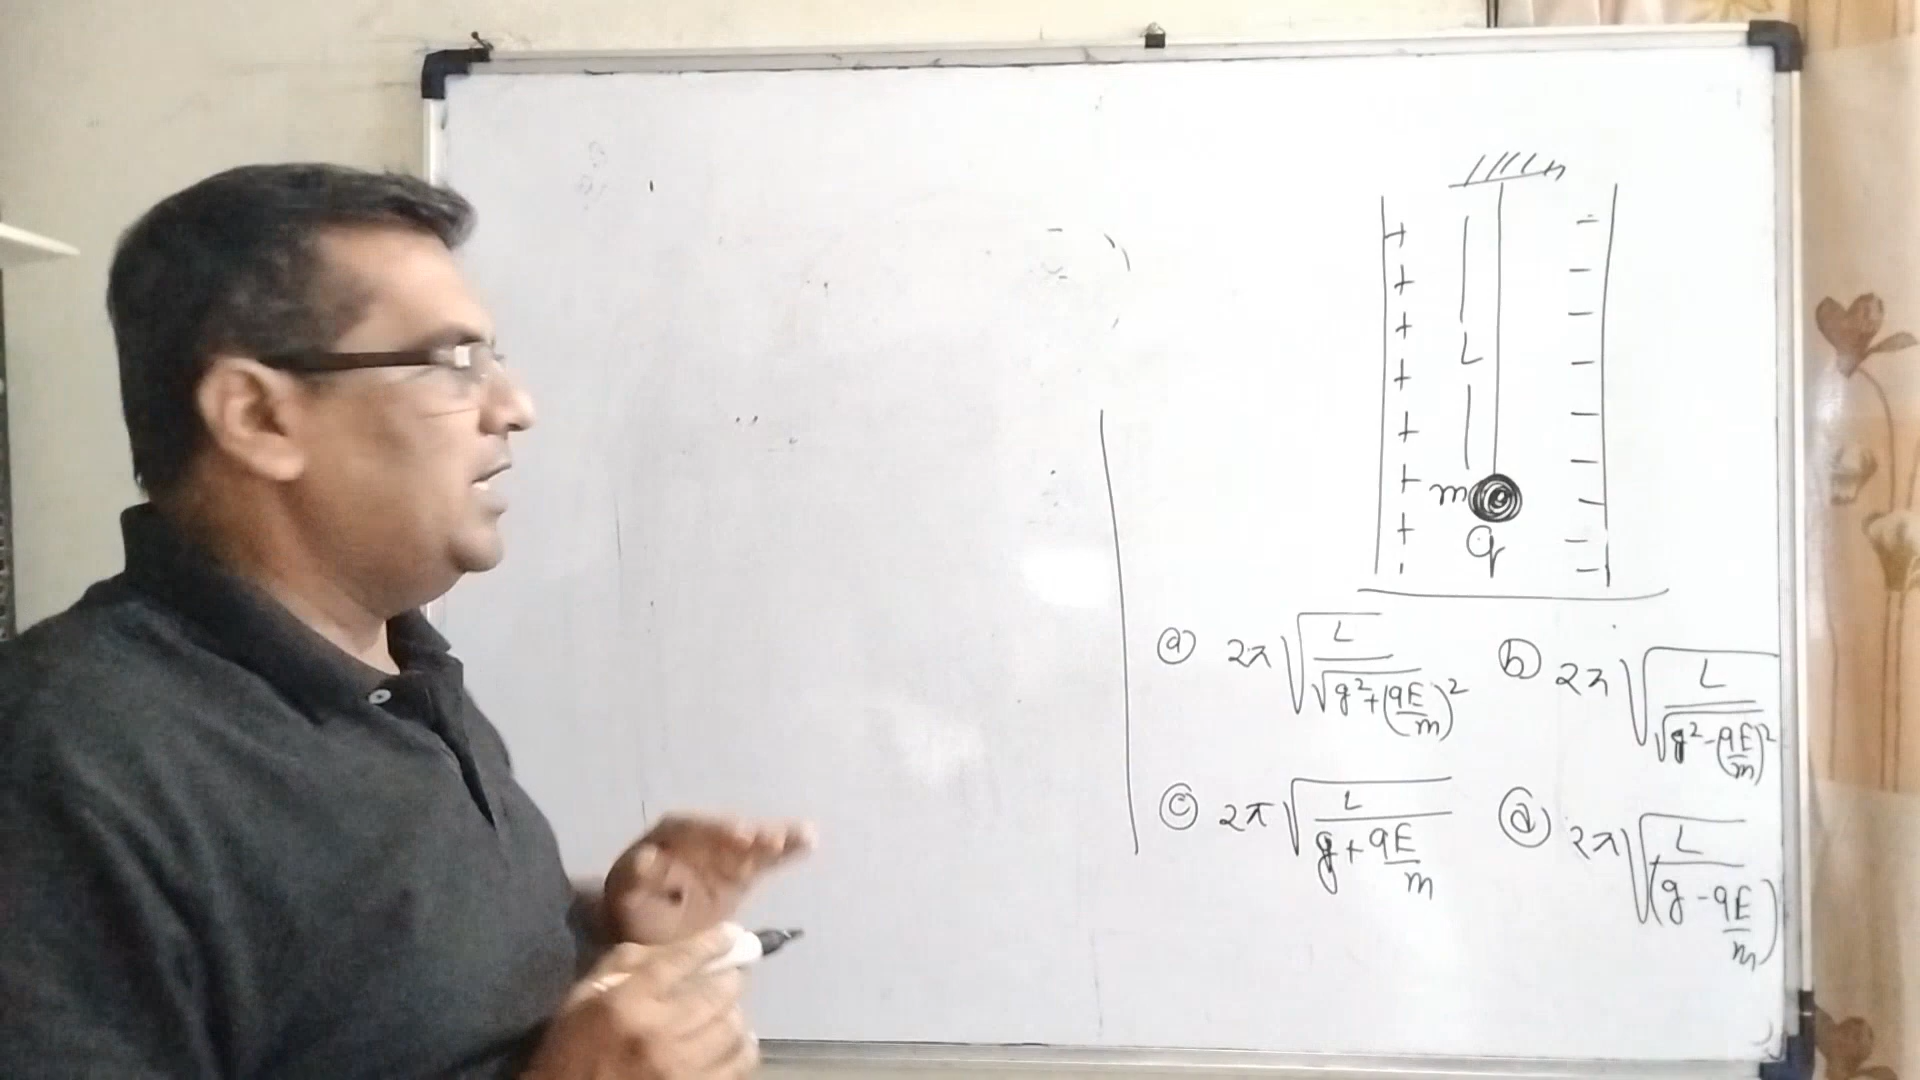 + -
+ -
+ -
+ L -
+ -
+ m -
+ q -
-
ⓐ 2π√(L/√(g²+(qE/m)²))
ⓑ 2π√(L/√(g²-(qE/m)²))
ⓒ 2π√(L/(g+qE/m))
ⓓ 2π√(L/(g-qE/m))